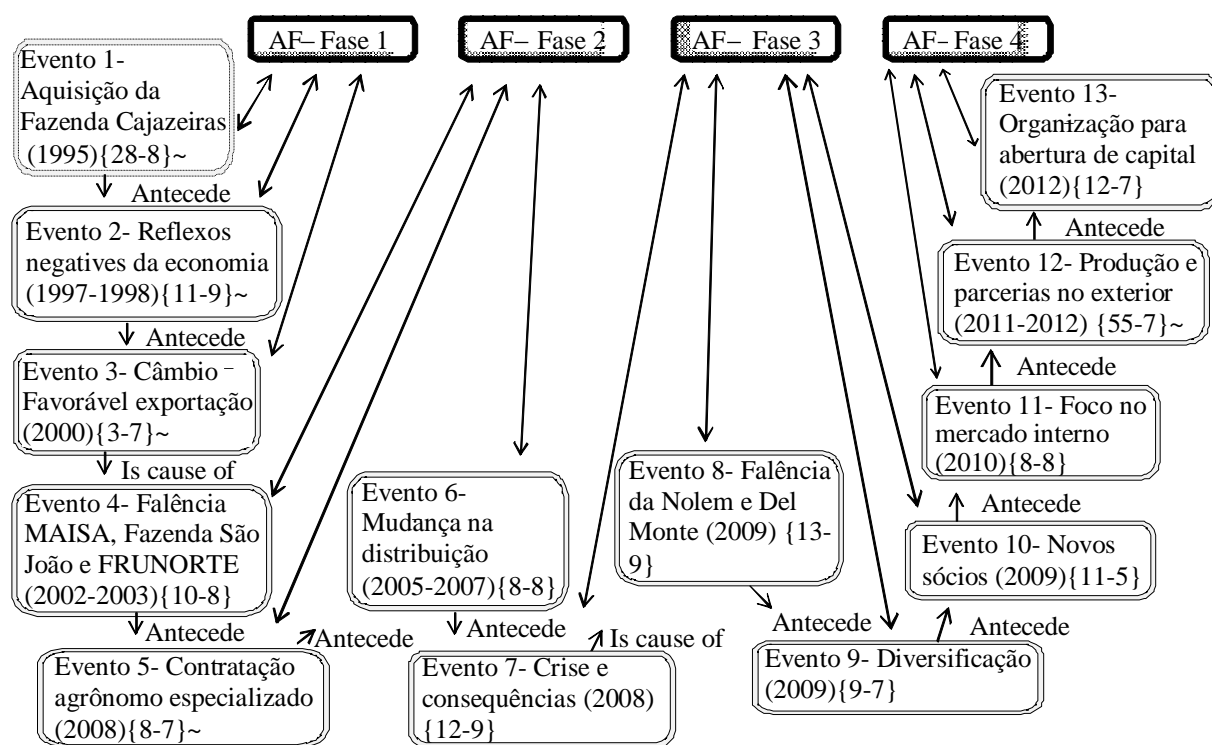 AF– Fase 1
AF– Fase 2
AF– Fase 3
AF– Fase 4
Evento 1-
Aquisição da
Fazenda Cajazeiras
(1995){28-8}~
Antecede
Evento 2- Reflexos
negatives da economia
(1997-1998){11-9}~
Antecede
Evento 3- Câmbio –
Favorável exportação
(2000){3-7}~
Is cause of
Evento 4- Falência
MAISA, Fazenda São
João e FRUNORTE
(2002-2003){10-8}
Antecede
Evento 5- Contratação
agrônomo especializado
(2008){8-7}~
Antecede
Evento 6-
Mudança na
distribuição
(2005-2007){8-8}
Antecede
Evento 7- Crise e
consequências (2008)
{12-9}
Is cause of
Evento 8- Falência
da Nolem e Del
Monte (2009) {13-
9}
Antecede
Evento 9- Diversificação
(2009){9-7}
Antecede
Evento 10- Novos
sócios (2009){11-5}
Antecede
Evento 11- Foco no
mercado interno
(2010){8-8}
Antecede
Evento 12- Produção e
parcerias no exterior
(2011-2012) {55-7}~
Antecede
Evento 13-
Organização para
abertura de capital
(2012){12-7}